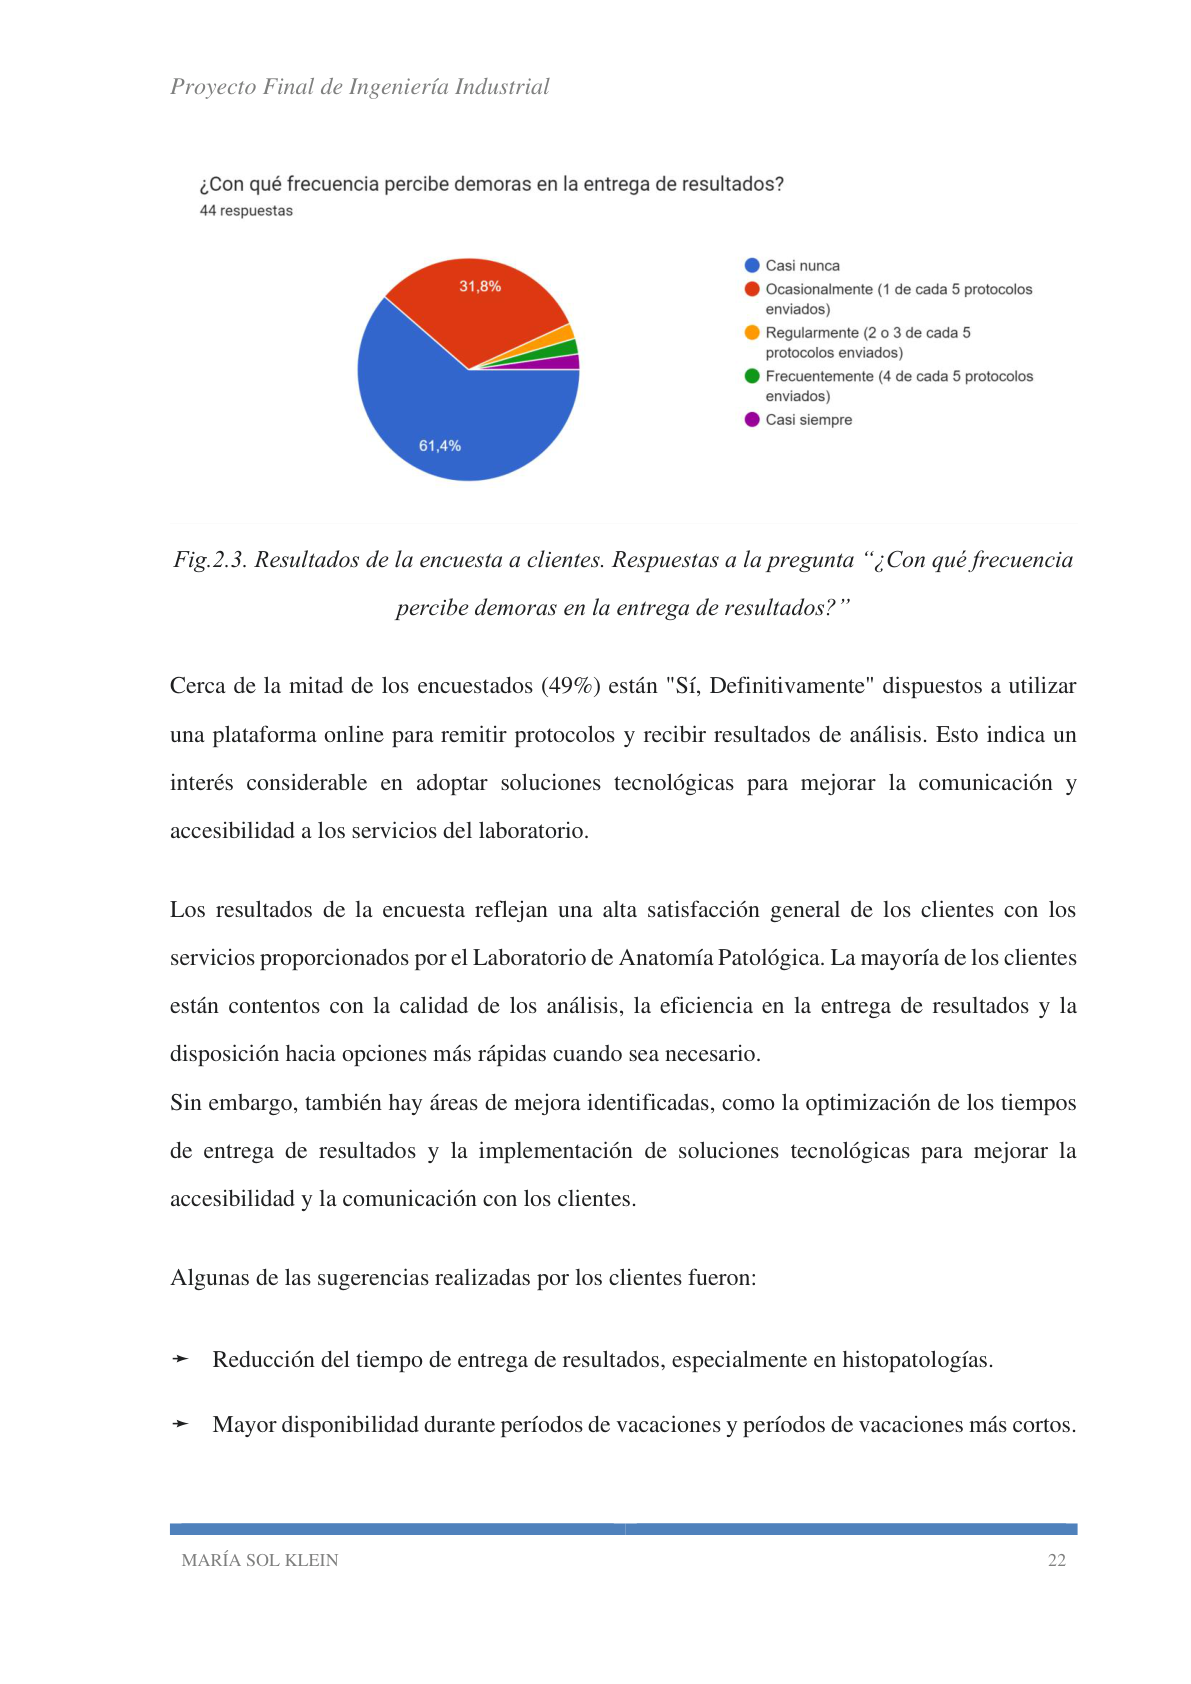 Proyecto Final de Ingeniería Industrial
¿Con qué frecuencia percibe demoras en la entrega de resultados?
44 respuestas
31,8%
61,4%
Casi nunca
Ocasionalmente (1 de cada 5 protocolos
enviados)
Regularmente (2 o 3 de cada 5
protocolos enviados)
Frecuentemente (4 de cada 5 protocolos
enviados)
Casi siempre
Fig.2.3. Resultados de la encuesta a clientes. Respuestas a la pregunta “¿Con qué frecuencia
percibe demoras en la entrega de resultados?”
Cerca de la mitad de los encuestados (49%) están "Sí, Definitivamente" dispuestos a utilizar
una plataforma online para remitir protocolos y recibir resultados de análisis. Esto indica un
interés considerable en adoptar soluciones tecnológicas para mejorar la comunicación y
accesibilidad a los servicios del laboratorio.
Los resultados de la encuesta reflejan una alta satisfacción general de los clientes con los
servicios proporcionados por el Laboratorio de Anatomía Patológica. La mayoría de los clientes
están contentos con la calidad de los análisis, la eficiencia en la entrega de resultados y la
disposición hacia opciones más rápidas cuando sea necesario.
Sin embargo, también hay áreas de mejora identificadas, como la optimización de los tiempos
de entrega de resultados y la implementación de soluciones tecnológicas para mejorar la
accesibilidad y la comunicación con los clientes.
Algunas de las sugerencias realizadas por los clientes fueron:
➛ Reducción del tiempo de entrega de resultados, especialmente en histopatologías.
➛ Mayor disponibilidad durante períodos de vacaciones y períodos de vacaciones más cortos.
MARÍA SOL KLEIN
22